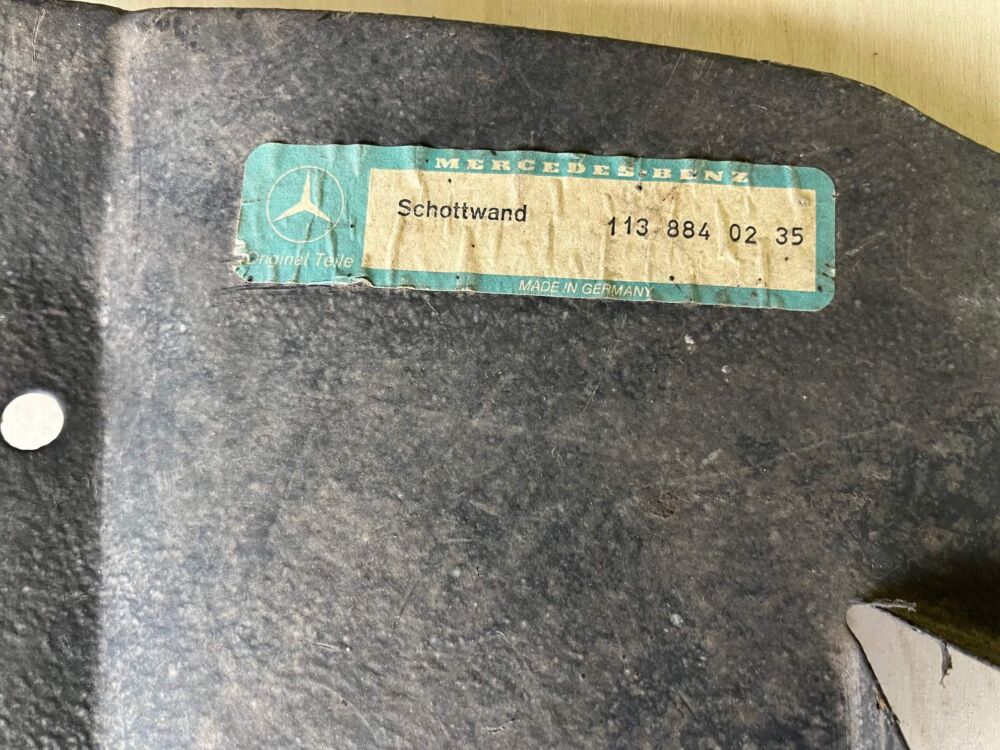 MERCEDES-BENZ
Schottwand 113 884 02 35
Original Teile
MADE IN GERMANY